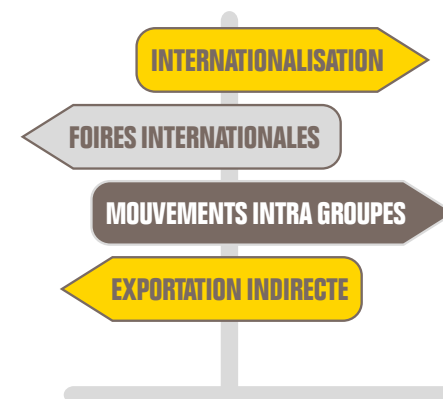 INTERNATIONALISATION
FOIRES INTERNATIONALES
MOUVEMENTS INTRA GROUPES
EXPORTATION INDIRECTE